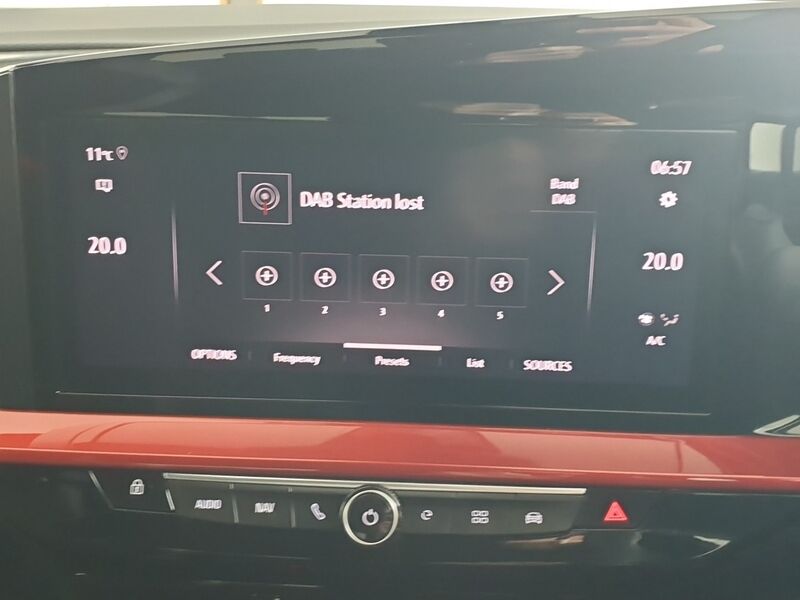 11°C
06:57
DAB Station lost
Band
DAB
20.0
20.0
1 2 3 4 5
A/C
OPTIONS Frequency Presets List SOURCES
AUDIO NAV